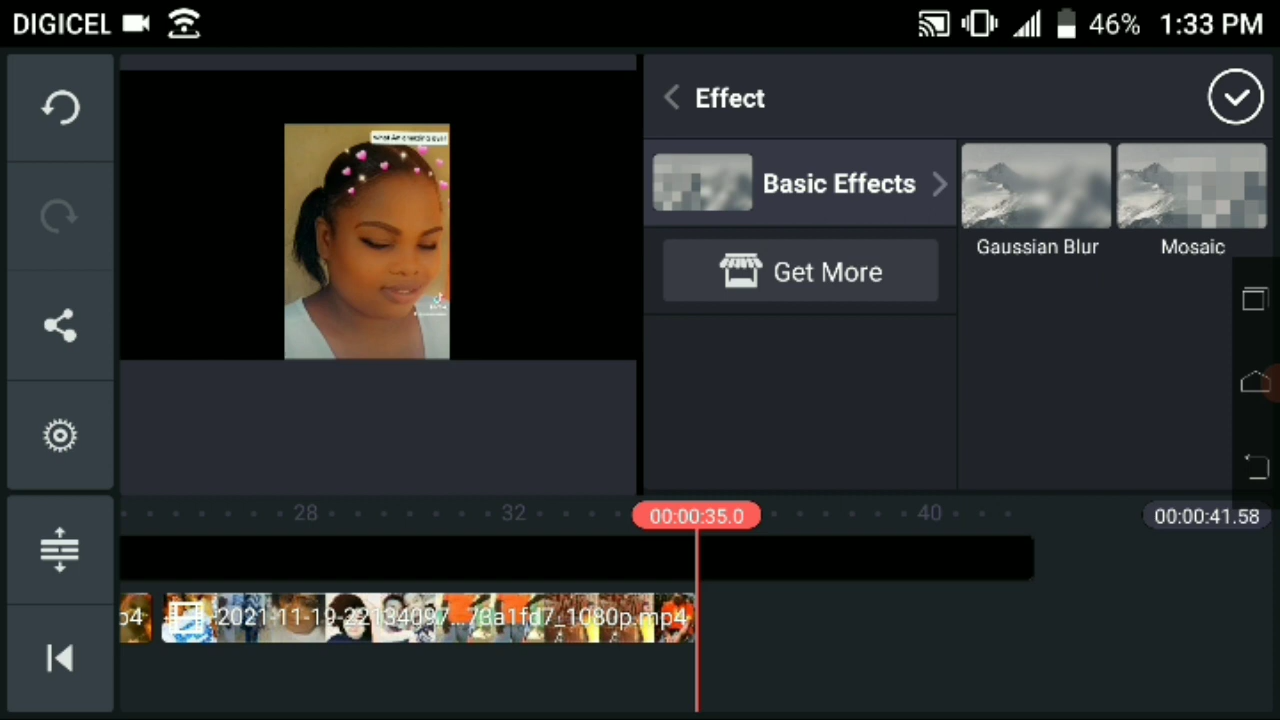 DIGICEL 46% 1:33 PM
Effect
Basic Effects
Get More
Gaussian Blur
Mosaic
28 32 00:00:35.0 40 00:00:41.58
2021-11-19-22134097...73a1fd7_1080p.mp4